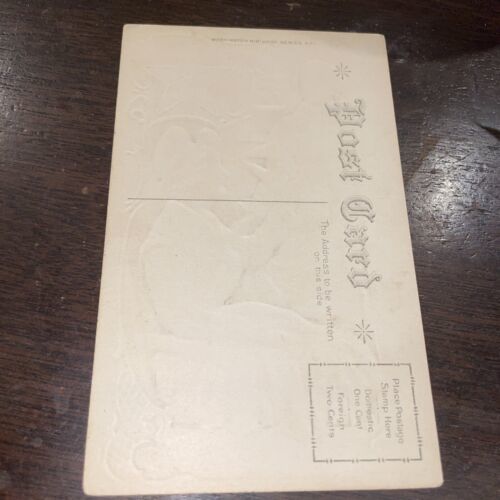 Post Card
The Address to be written
on this side
Place Postage
Stamp Here
Domestic
One Cent
Foreign
Two Cents